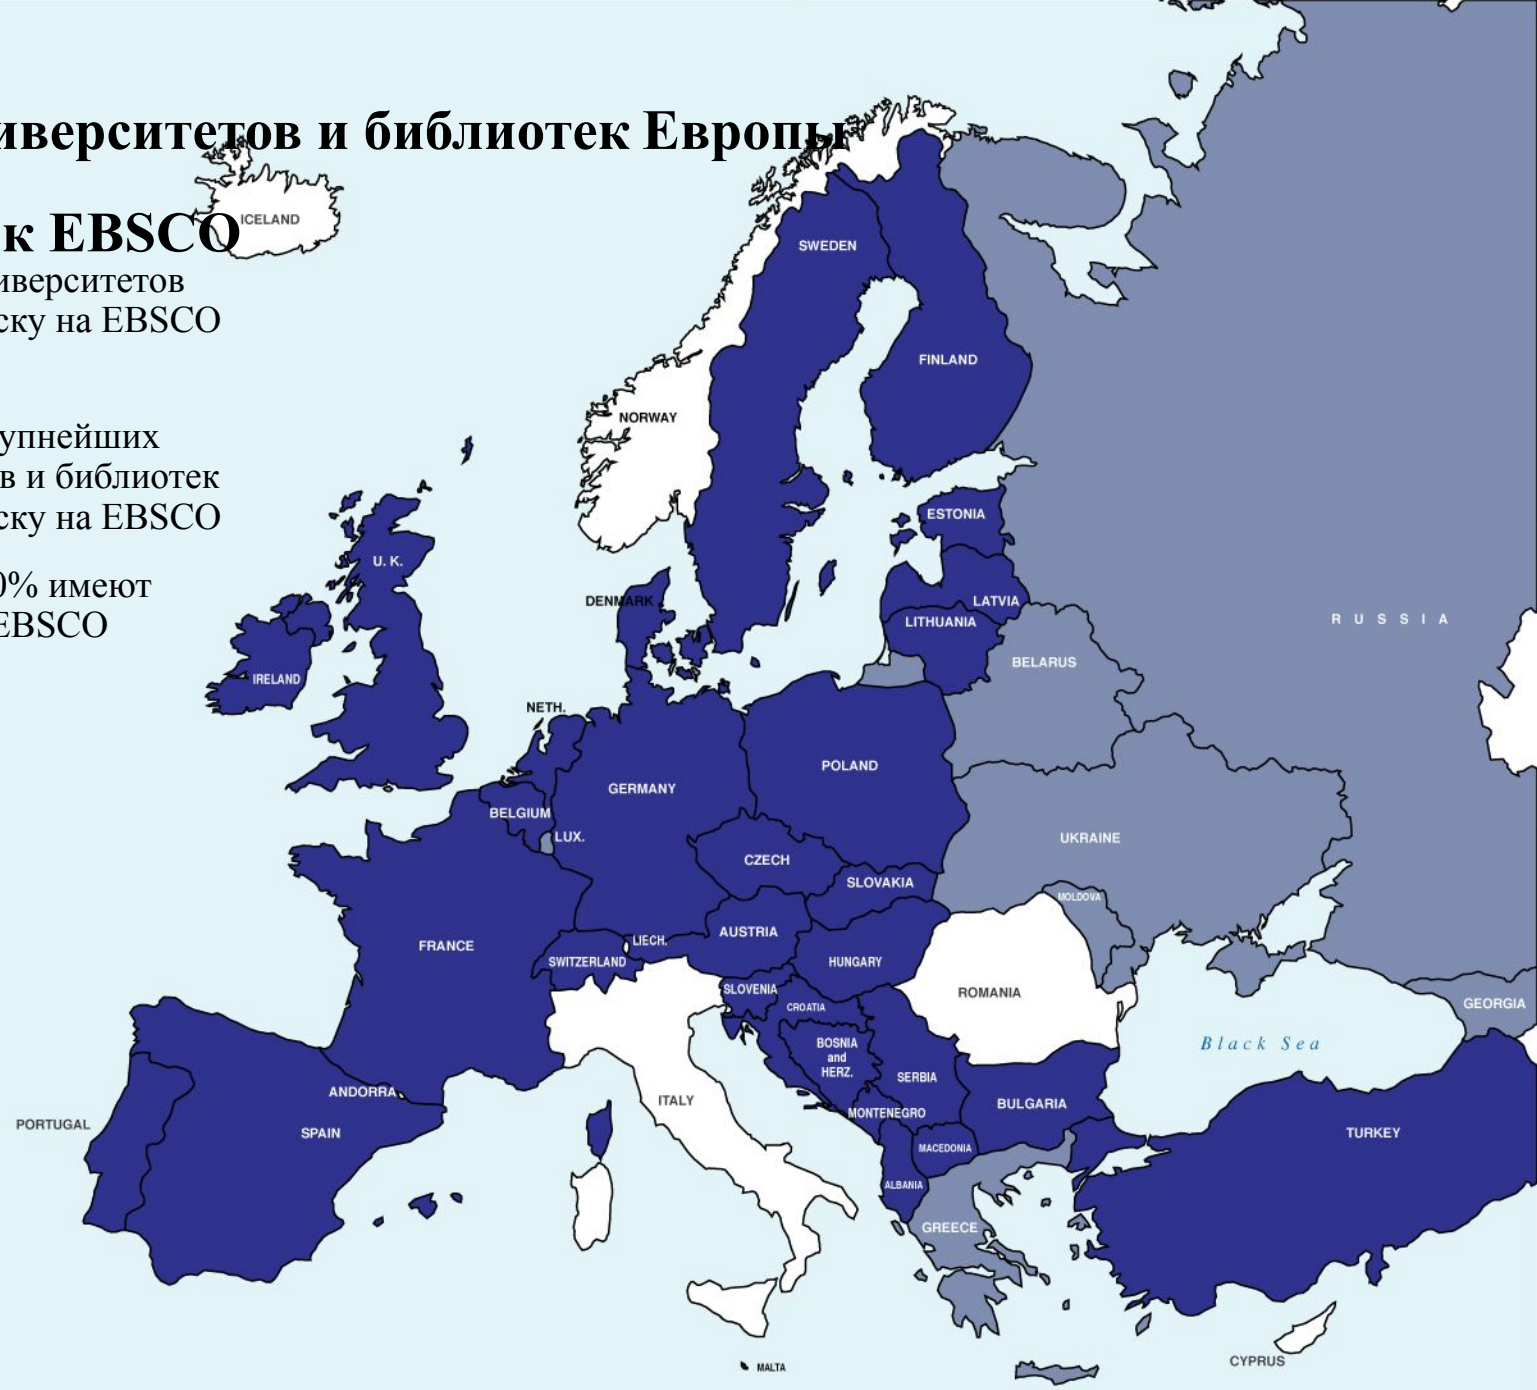 иверситетов и библиотек Европы
к EBSCO
иверситетов
ску на EBSCO
упнейших
в и библиотек
ску на EBSCO
0% имеют
EBSCO
ICELAND
SWEDEN
FINLAND
NORWAY
ESTONIA
U. K.
DENMARK
LATVIA
LITHUANIA
RUSSIA
BELARUS
IRELAND
NETH.
POLAND
GERMANY
BELGIUM
LUX.
UKRAINE
CZECH
SLOVAKIA
MOLDOVA
FRANCE
LIECH.
AUSTRIA
SWITZERLAND
HUNGARY
SLOVENIA
ROMANIA
CROATIA
GEORGIA
BOSNIA
and
HERZ.
Black Sea
SERBIA
ANDORRA
ITALY
MONTENEGRO
BULGARIA
PORTUGAL
SPAIN
TURKEY
MACEDONIA
ALBANIA
GREECE
CYPRUS
MALTA